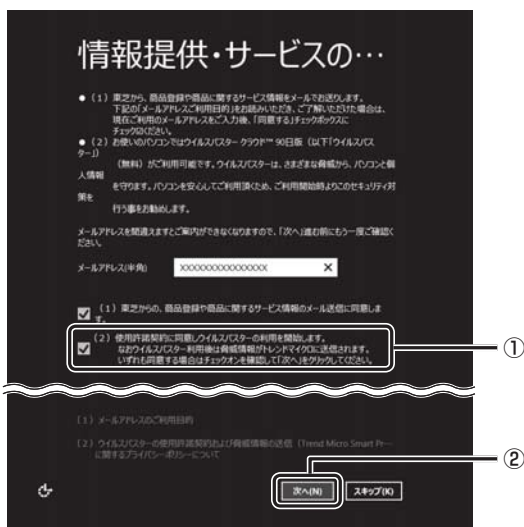 情報提供・サービスの…
●（1）東芝から、商品登録や商品に関するサービス情報をメールでお送りします。
下記の「メールアドレスご利用目的」をお読みいただき、ご了解いただけた場合は、
現在ご利用のメールアドレスをご入力後、「同意する」チェックボックスに
チェック☑ください。
●（2）お使いのパソコンではウイルスバスター クラウド™ 90日版（以下「ウイルスバス
ター」）
（無料）がご利用可能です。ウイルスバスターは、さまざまな脅威から、パソコンと個
人情報
を守ります。パソコンを安心してご利用頂くため、ご利用開始時よりこのセキュリティ対
策を
行う事をお勧めします。
メールアドレスを間違えますとご案内ができなくなりますので、「次へ」進む前にもう一度ご確認く
ださい。
メールアドレス(半角) XXXXXXXXXXXXXXX ×
（1）東芝からの、商品登録や商品に関するサービス情報のメール送信に同意しま
す。
（2）使用許諾契約に同意しウイルスバスターの利用を開始します。
なおウイルスバスター利用後は脅威情報がトレンドマイクロに送信されます。
いずれも同意する場合はチェックオンを確認して「次へ」をクリックしてください。
①
（1）メールアドレスのご利用目的
（2）ウイルスバスターの使用許諾契約および脅威情報の送信（Trend Micro Smart Pr…
に関するプライバシーポリシーについて
②
次へ(N) スキップ(K)